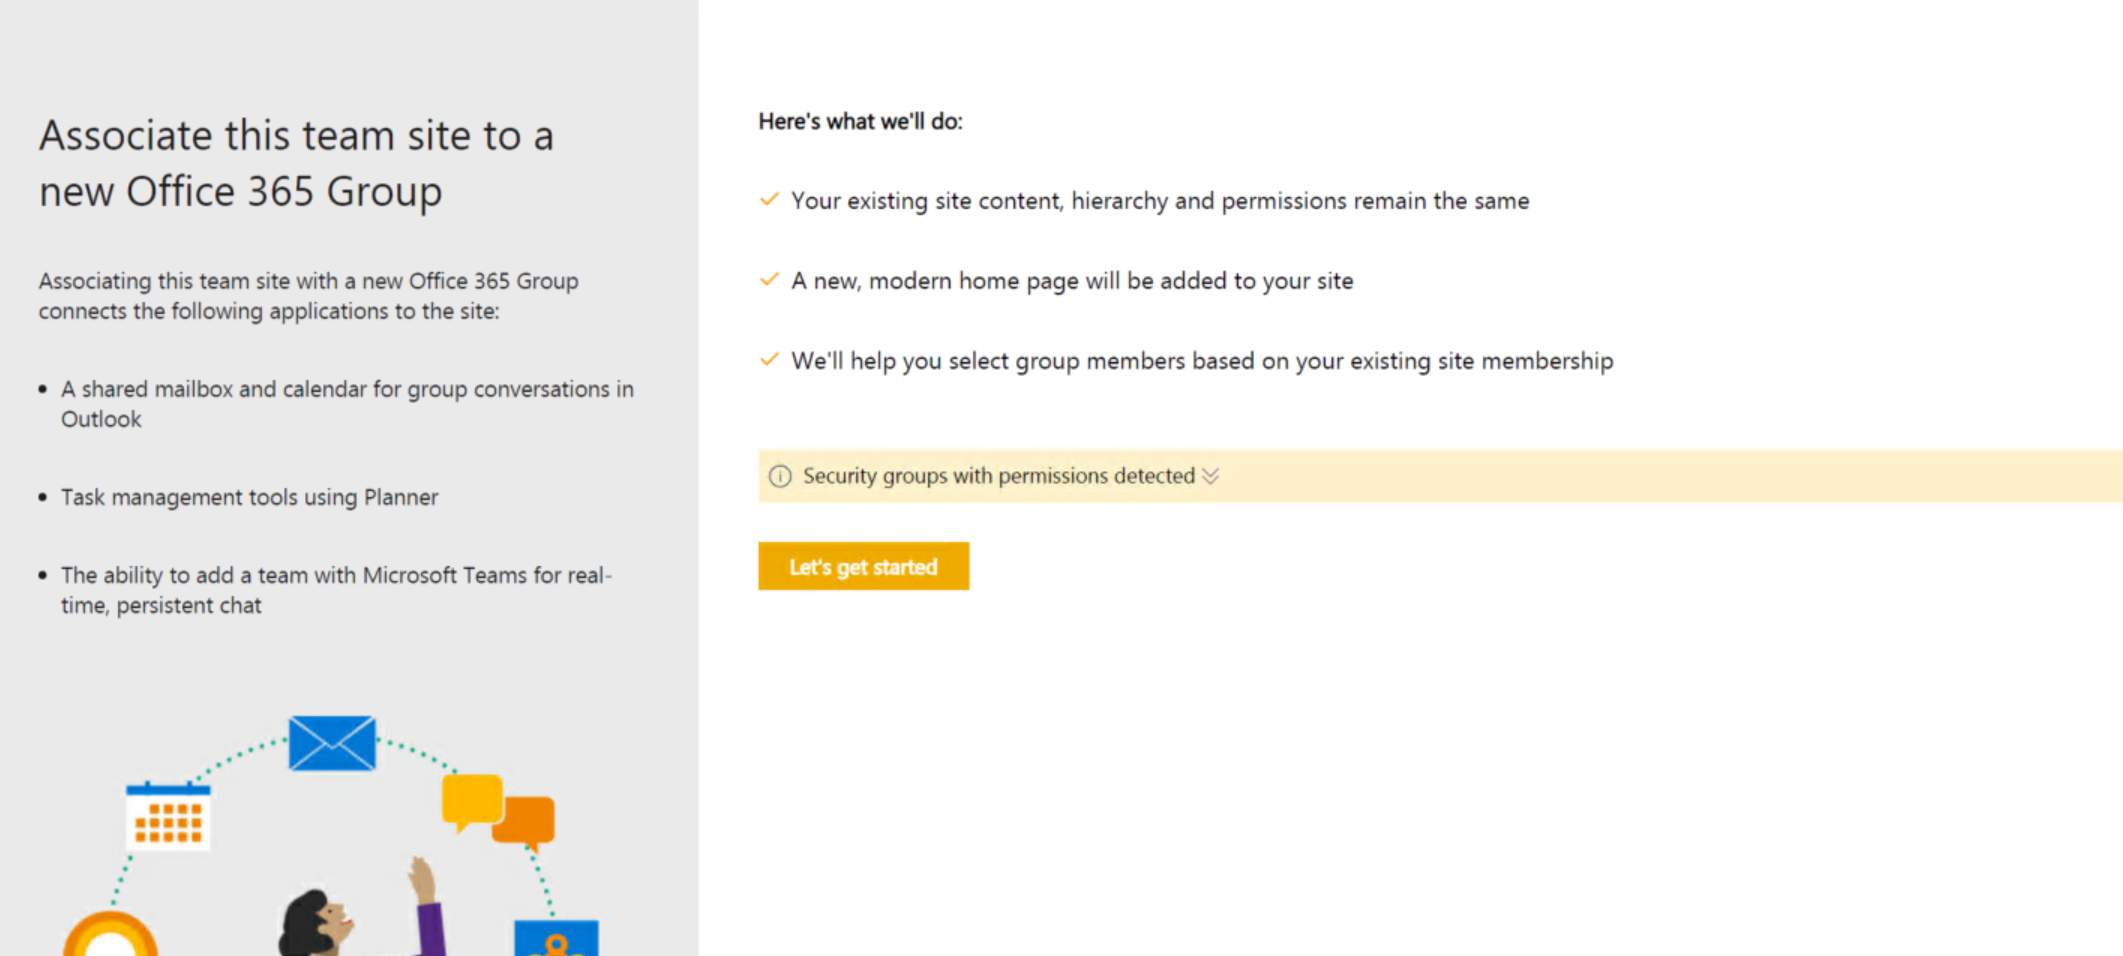 Associate this team site to a
new Office 365 Group
Associating this team site with a new Office 365 Group
connects the following applications to the site:
• A shared mailbox and calendar for group conversations in
Outlook
• Task management tools using Planner
• The ability to add a team with Microsoft Teams for real-
time, persistent chat
Here's what we'll do:
Your existing site content, hierarchy and permissions remain the same
A new, modern home page will be added to your site
We'll help you select group members based on your existing site membership
Security groups with permissions detected
Let's get started